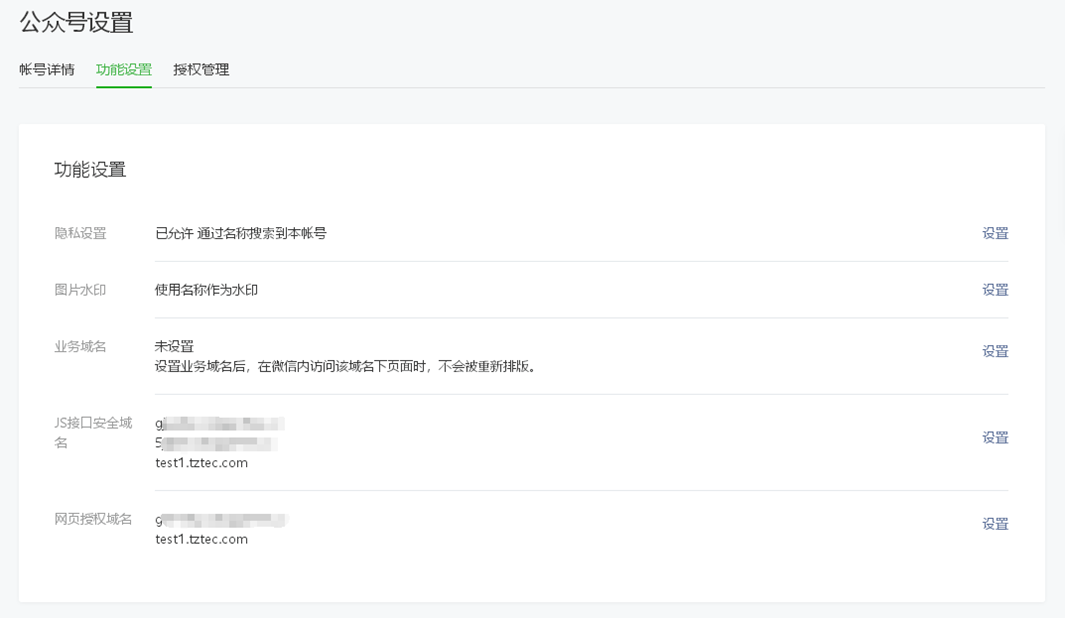 公众号设置
帐号详情 功能设置 授权管理
功能设置
隐私设置 已允许 通过名称搜索到本帐号 设置
图片水印 使用名称作为水印 设置
业务域名 未设置 设置
设置业务域名后，在微信内访问该域名下页面时，不会被重新排版。
JS接口安全域名 设置
test1.tztec.com
网页授权域名 设置
test1.tztec.com